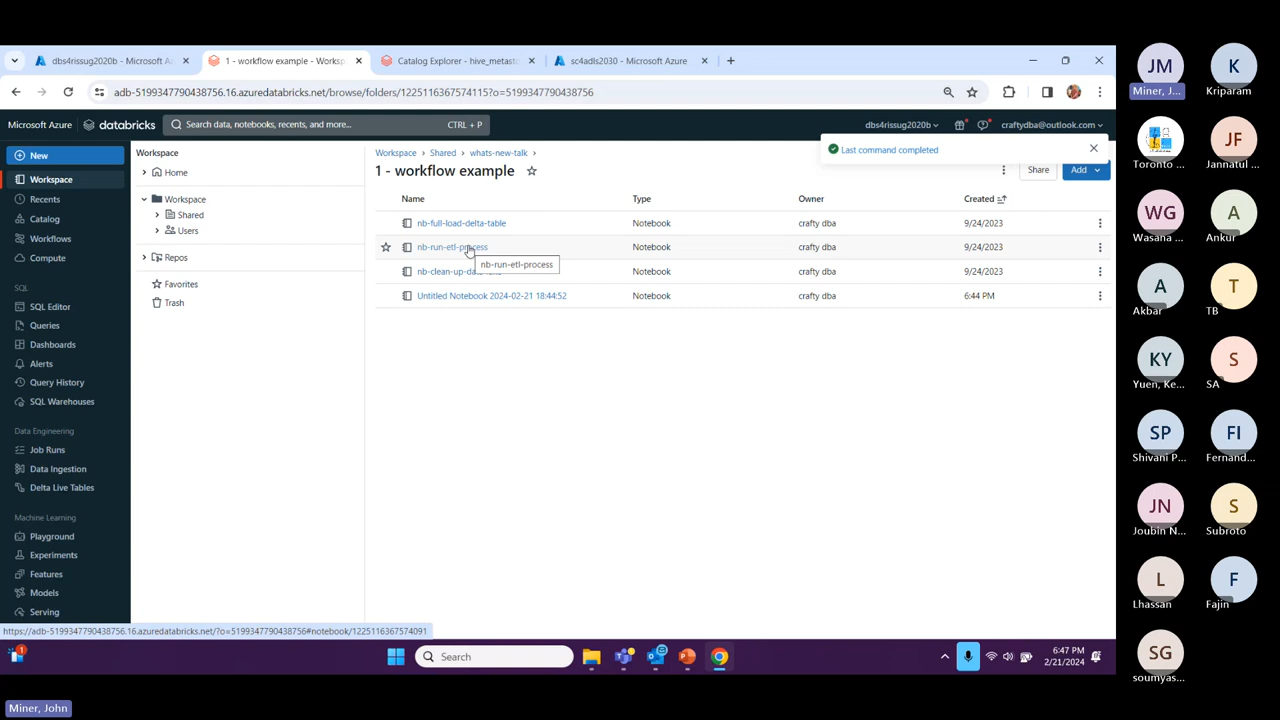 dbs4rissug2020b - Microsoft A
1 - workflow example - Worksp
Catalog Explorer - hive_metast
sc4adls2030 - Microsoft Azure
adb-5199347790438756.16.azuredatabricks.net/browse/folders/1225116367574115?o=5199347790438756
Microsoft Azure
databricks
Search data, notebooks, recents, and more...
CTRL + P
dbs4rissug2020b
craftydba@outlook.com
New
Workspace
Recents
Catalog
Workflows
Compute
SQL
SQL Editor
Queries
Dashboards
Alerts
Query History
SQL Warehouses
Data Engineering
Job Runs
Data Ingestion
Delta Live Tables
Machine Learning
Playground
Experiments
Features
Models
Serving
Workspace
Home
Workspace
Shared
Users
Repos
Favorites
Trash
Workspace > Shared > whats-new-talk >
1 - workflow example
Last command completed
Share
Add
Name Type Owner Created
nb-full-load-delta-table Notebook crafty dba 9/24/2023
nb-run-etl-process Notebook crafty dba 9/24/2023
nb-run-etl-process
nb-clean-up-da Notebook crafty dba 9/24/2023
Untitled Notebook 2024-02-21 18:44:52 Notebook crafty dba 6:44 PM
https://adb-5199347790438756.16.azuredatabricks.net/?o=5199347790438756#notebook/1225116367574091
1
Search
6:47 PM
2/21/2024
Miner, John
JM
Miner, J...
K
Kriparam
Toronto ...
JF
Jannatul ...
WG
Wasana ...
A
Ankur
A
Akbar
T
TB
KY
Yuen, Ke...
S
SA
SP
Shivani P...
FI
Fernand...
JN
Joubin N...
S
Subroto
L
Lhassan
F
Fajin
SG
soumyas...